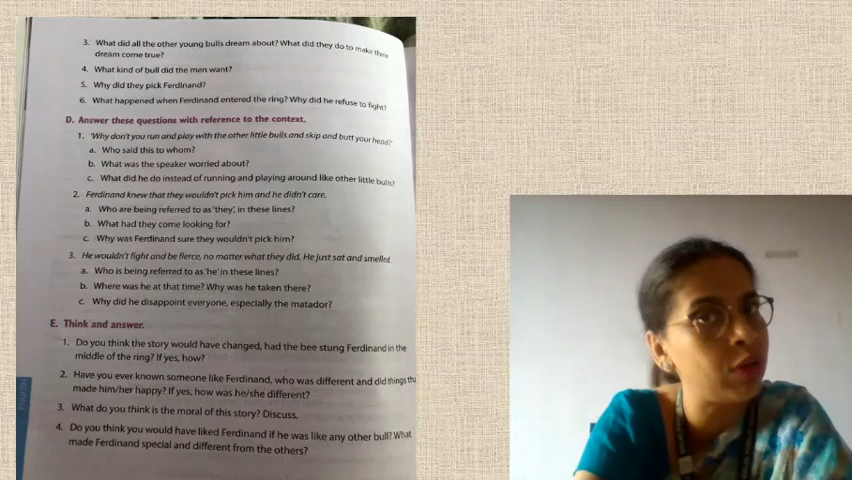 3. What did all the other young bulls dream about? What did they do to make their
dream come true?
4. What kind of bull did the men want?
5. Why did they pick Ferdinand?
6. What happened when Ferdinand entered the ring? Why did he refuse to fight?
D. Answer these questions with reference to the context.
1. 'Why don't you run and play with the other little bulls and skip and butt your head?'
a. Who said this to whom?
b. What was the speaker worried about?
c. What did he do instead of running and playing around like other little bulls?
2. Ferdinand knew that they wouldn't pick him and he didn't care.
a. Who are being referred to as 'they', in these lines?
b. What had they come looking for?
c. Why was Ferdinand sure they wouldn't pick him?
3. He wouldn't fight and be fierce, no matter what they did. He just sat and smelled
a. Who is being referred to as 'he' in these lines?
b. Where was he at that time? Why was he taken there?
c. Why did he disappoint everyone, especially the matador?
E. Think and answer.
1. Do you think the story would have changed, had the bee stung Ferdinand in the
middle of the ring? If yes, how?
2. Have you ever known someone like Ferdinand, who was different and did things tha
made him/her happy? If yes, how was he/she different?
3. What do you think is the moral of this story? Discuss.
4. Do you think you would have liked Ferdinand if he was like any other bull? What
made Ferdinand special and different from the others?
ENGLISH